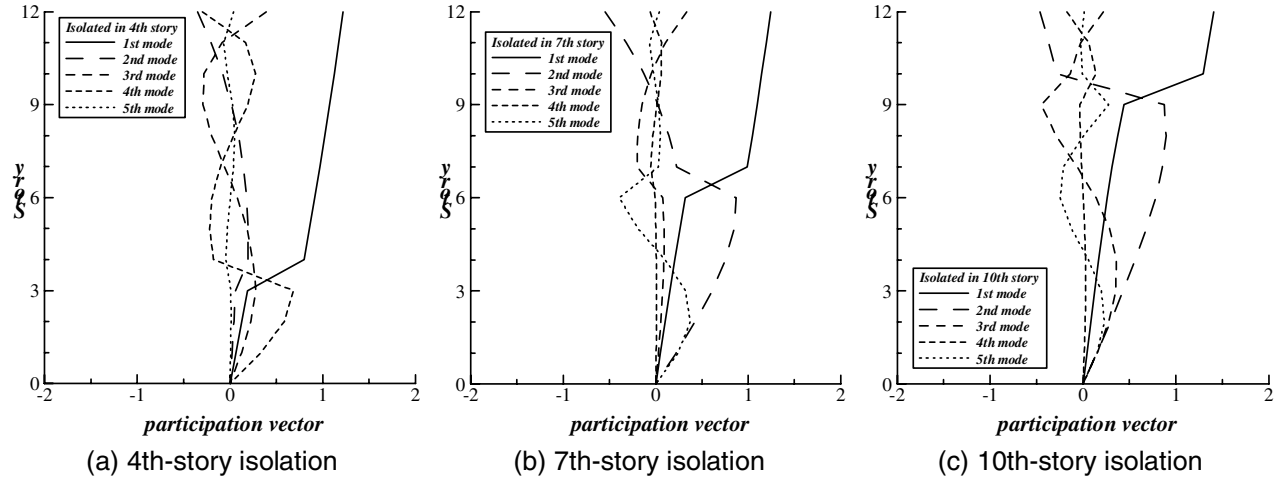 12
9
6
3
0
Story
Isolated in 4th story
1st mode
2nd mode
3rd mode
4th mode
5th mode
-2 -1 0 1 2
participation vector
(a) 4th-story isolation
12
9
6
3
0
Story
Isolated in 7th story
1st mode
2nd mode
3rd mode
4th mode
5th mode
-2 -1 0 1 2
participation vector
(b) 7th-story isolation
12
9
6
3
0
Story
Isolated in 10th story
1st mode
2nd mode
3rd mode
4th mode
5th mode
-2 -1 0 1 2
participation vector
(c) 10th-story isolation